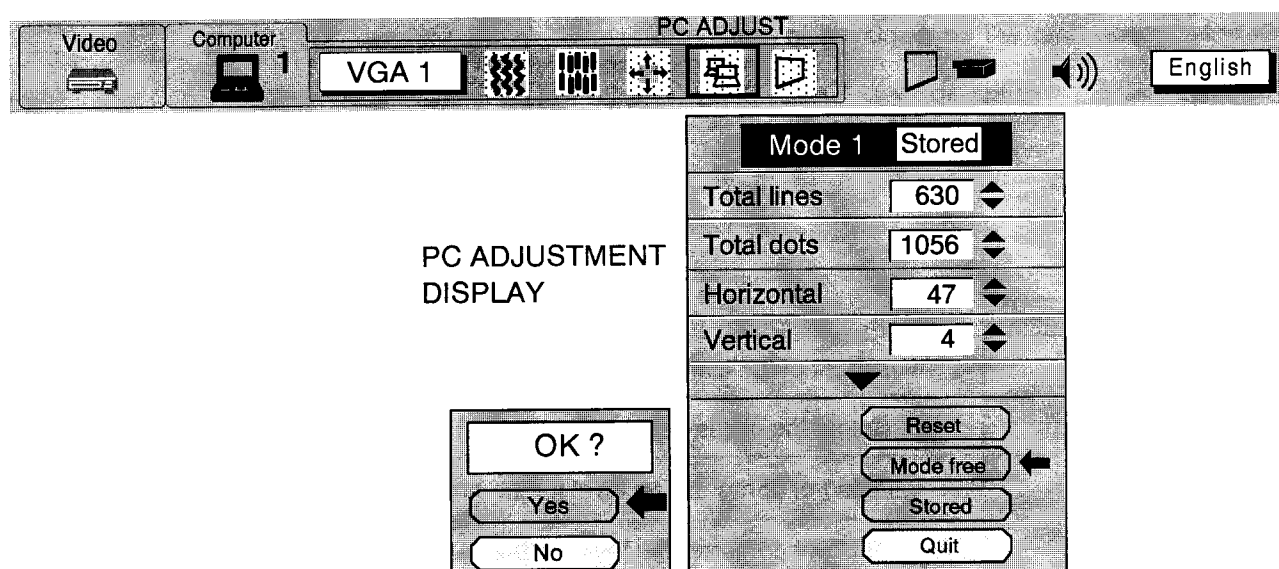 PC ADJUST
Video
Computer 1
VGA 1
English
Mode 1 Stored
Total lines 630
Total dots 1056
Horizontal 47
Vertical 4
PC ADJUSTMENT
DISPLAY
Reset
Mode free
Stored
Quit
OK ?
Yes
No